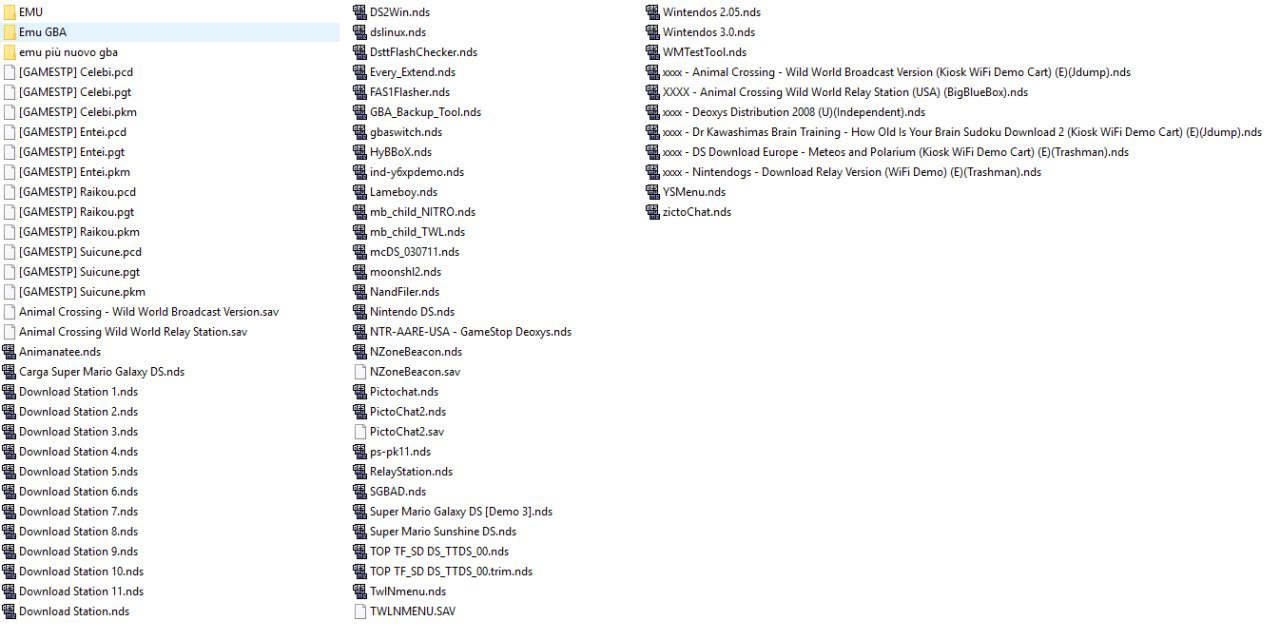 EMU
Emu GBA
emu più nuovo gba
[GAMESTP] Celebi.pcd
[GAMESTP] Celebi.pgt
[GAMESTP] Celebi.pkm
[GAMESTP] Entei.pcd
[GAMESTP] Entei.pgt
[GAMESTP] Entei.pkm
[GAMESTP] Raikou.pcd
[GAMESTP] Raikou.pgt
[GAMESTP] Raikou.pkm
[GAMESTP] Suicune.pcd
[GAMESTP] Suicune.pgt
[GAMESTP] Suicune.pkm
Animal Crossing - Wild World Broadcast Version.sav
Animal Crossing Wild World Relay Station.sav
Animanatee.nds
Carga Super Mario Galaxy DS.nds
Download Station 1.nds
Download Station 2.nds
Download Station 3.nds
Download Station 4.nds
Download Station 5.nds
Download Station 6.nds
Download Station 7.nds
Download Station 8.nds
Download Station 9.nds
Download Station 10.nds
Download Station 11.nds
Download Station.nds
DS2Win.nds
dslinux.nds
DsttFlashChecker.nds
Every_Extend.nds
FAS1Flasher.nds
GBA_Backup_Tool.nds
gbaswitch.nds
HyBBoX.nds
ind-y6xpdemo.nds
Lameboy.nds
mb_child_NITRO.nds
mb_child_TWL.nds
mcDS_030711.nds
moonshl2.nds
NandFiler.nds
Nintendo DS.nds
NTR-AARE-USA - GameStop Deoxys.nds
NZoneBeacon.nds
NZoneBeacon.sav
Pictochat.nds
PictoChat2.nds
PictoChat2.sav
ps-pk11.nds
RelayStation.nds
SGBAD.nds
Super Mario Galaxy DS [Demo 3].nds
Super Mario Sunshine DS.nds
TOP TF_SD DS_TTDS_00.nds
TOP TF_SD DS_TTDS_00.trim.nds
TwlNmenu.nds
TWLNMENU.SAV
Wintendos 2.05.nds
Wintendos 3.0.nds
WMTestTool.nds
xxxx - Animal Crossing - Wild World Broadcast Version (Kiosk WiFi Demo Cart) (E)(Jdump).nds
XXXX - Animal Crossing Wild World Relay Station (USA) (BigBlueBox).nds
xxxx - Deoxys Distribution 2008 (U)(Independent).nds
xxxx - Dr Kawashimas Brain Training - How Old Is Your Brain Sudoku Download 2 (Kiosk WiFi Demo Cart) (E)(Jdump).nds
xxxx - DS Download Europe - Meteos and Polarium (Kiosk WiFi Demo Cart) (E)(Trashman).nds
xxxx - Nintendogs - Download Relay Version (WiFi Demo) (E)(Trashman).nds
YSMenu.nds
zictoChat.nds